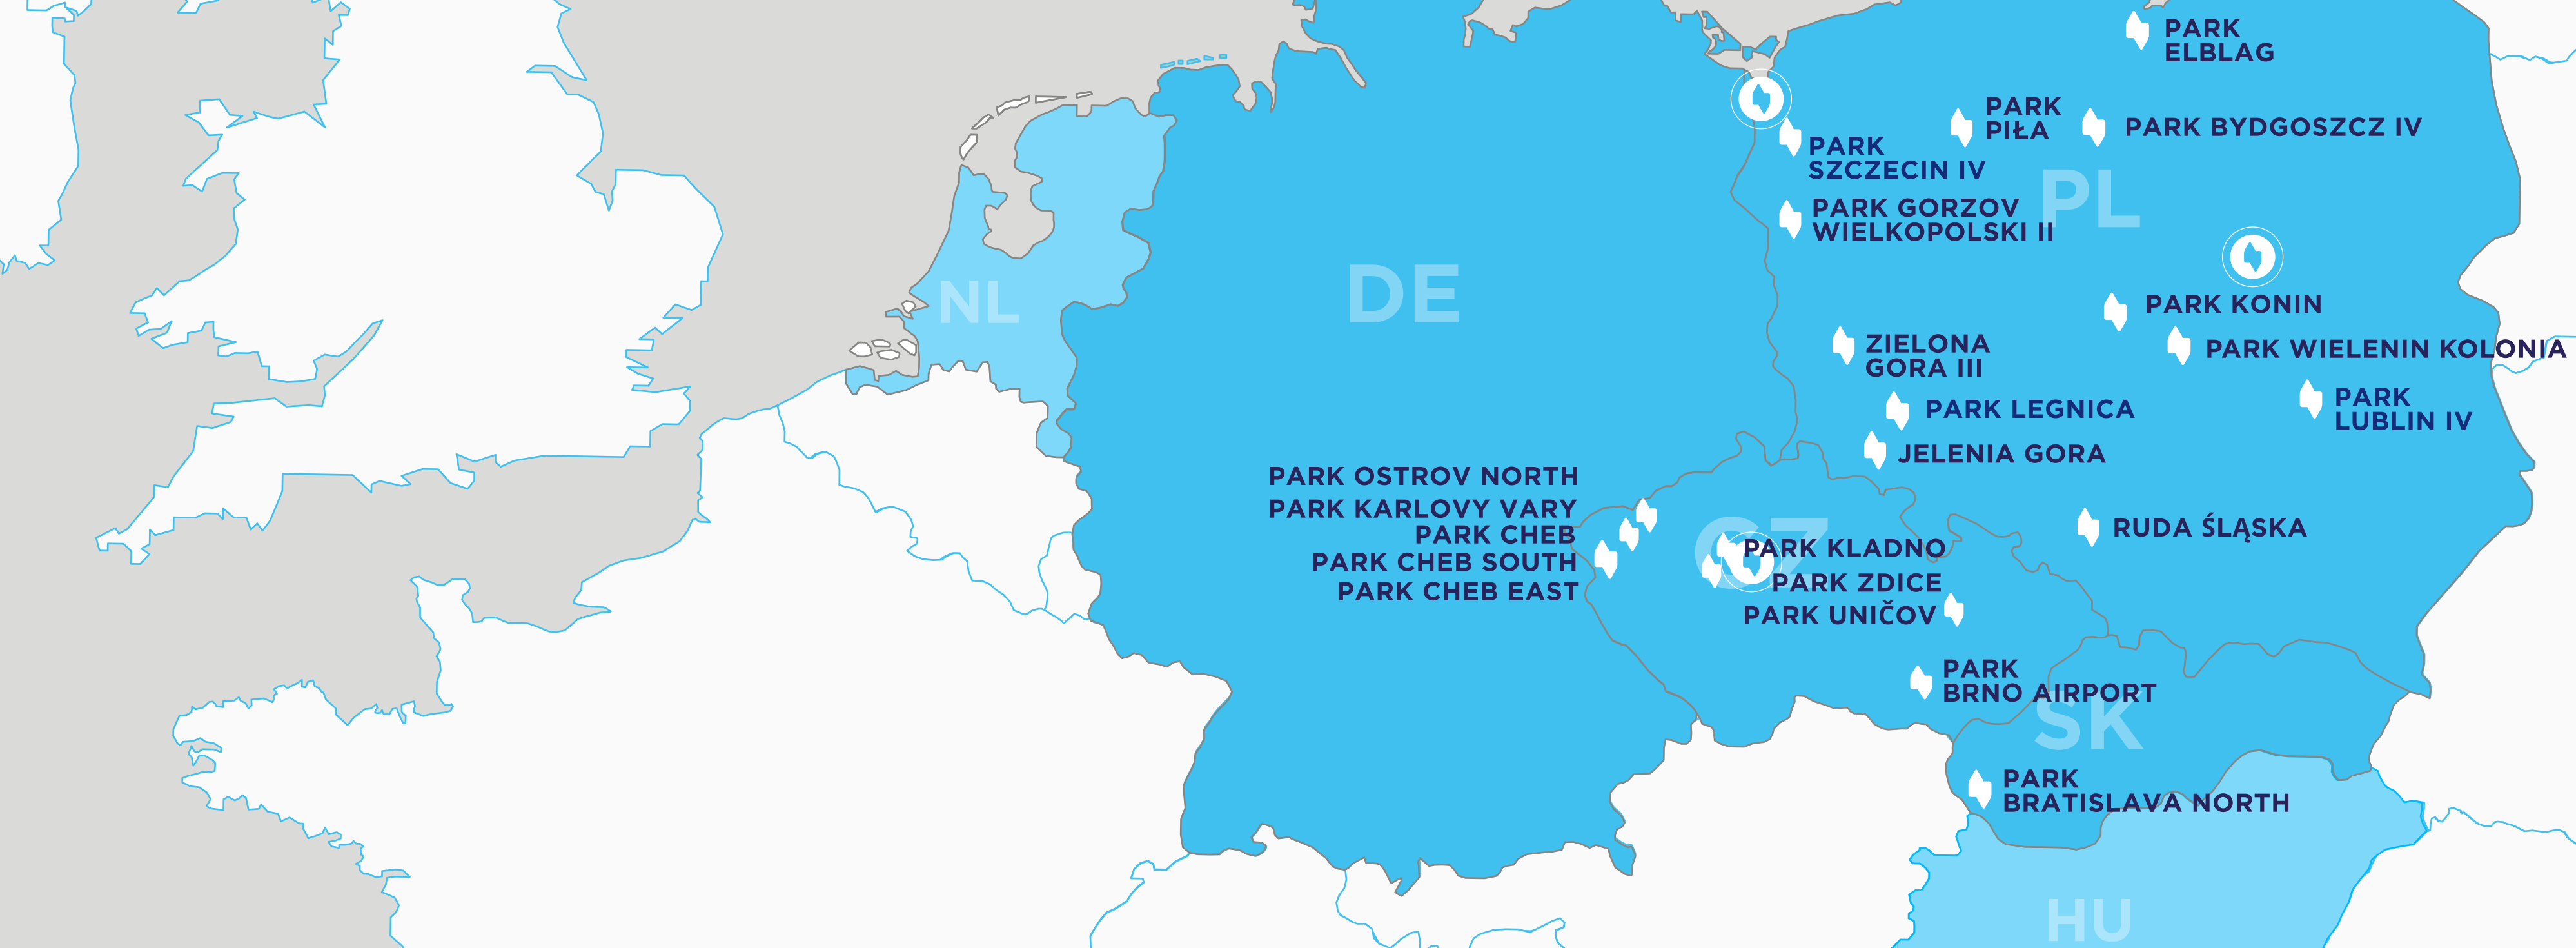 PARK
ELBLAG
PARK
PIŁA
PARK BYDGOSZCZ IV
PARK
SZCZECIN IV
PL
PARK GORZOV
WIELKOPOLSKI II
NL
DE
PARK KONIN
ZIELONA
GORA III
PARK WIELENIN KOLONIA
PARK LEGNICA
PARK
LUBLIN IV
JELENIA GORA
PARK OSTROV NORTH
PARK KARLOVY VARY
PARK CHEB
PARK CHEB SOUTH
PARK CHEB EAST
RUDA ŚLĄSKA
CZ
PARK KLADNO
PARK ZDICE
PARK UNIČOV
PARK
BRNO AIRPORT
SK
PARK
BRATISLAVA NORTH
HU